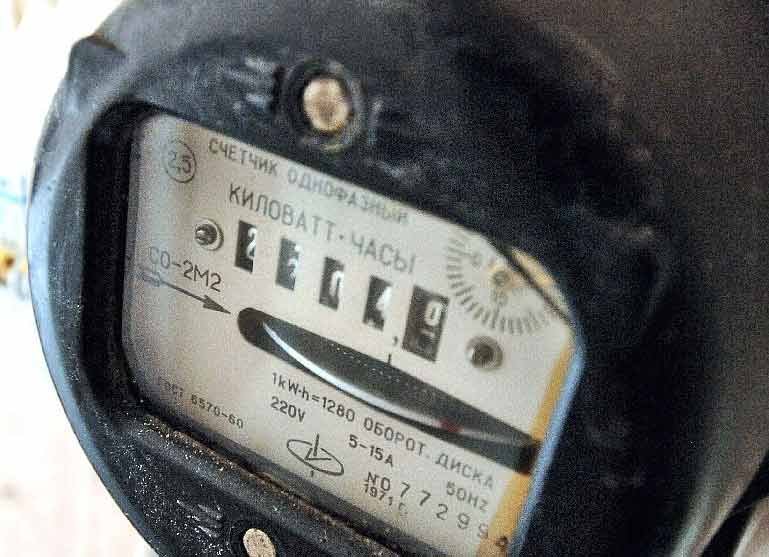 2,5
СЧЕТЧИК ОДНОФАЗНЫЙ
КИЛОВАТТ-ЧАСЫ
СО-2М2
1kW-h=1280 ОБОРОТ. ДИСКА
220V 5-15A 50HZ
ГОСТ 6570-60
NO 772994
1971 г.